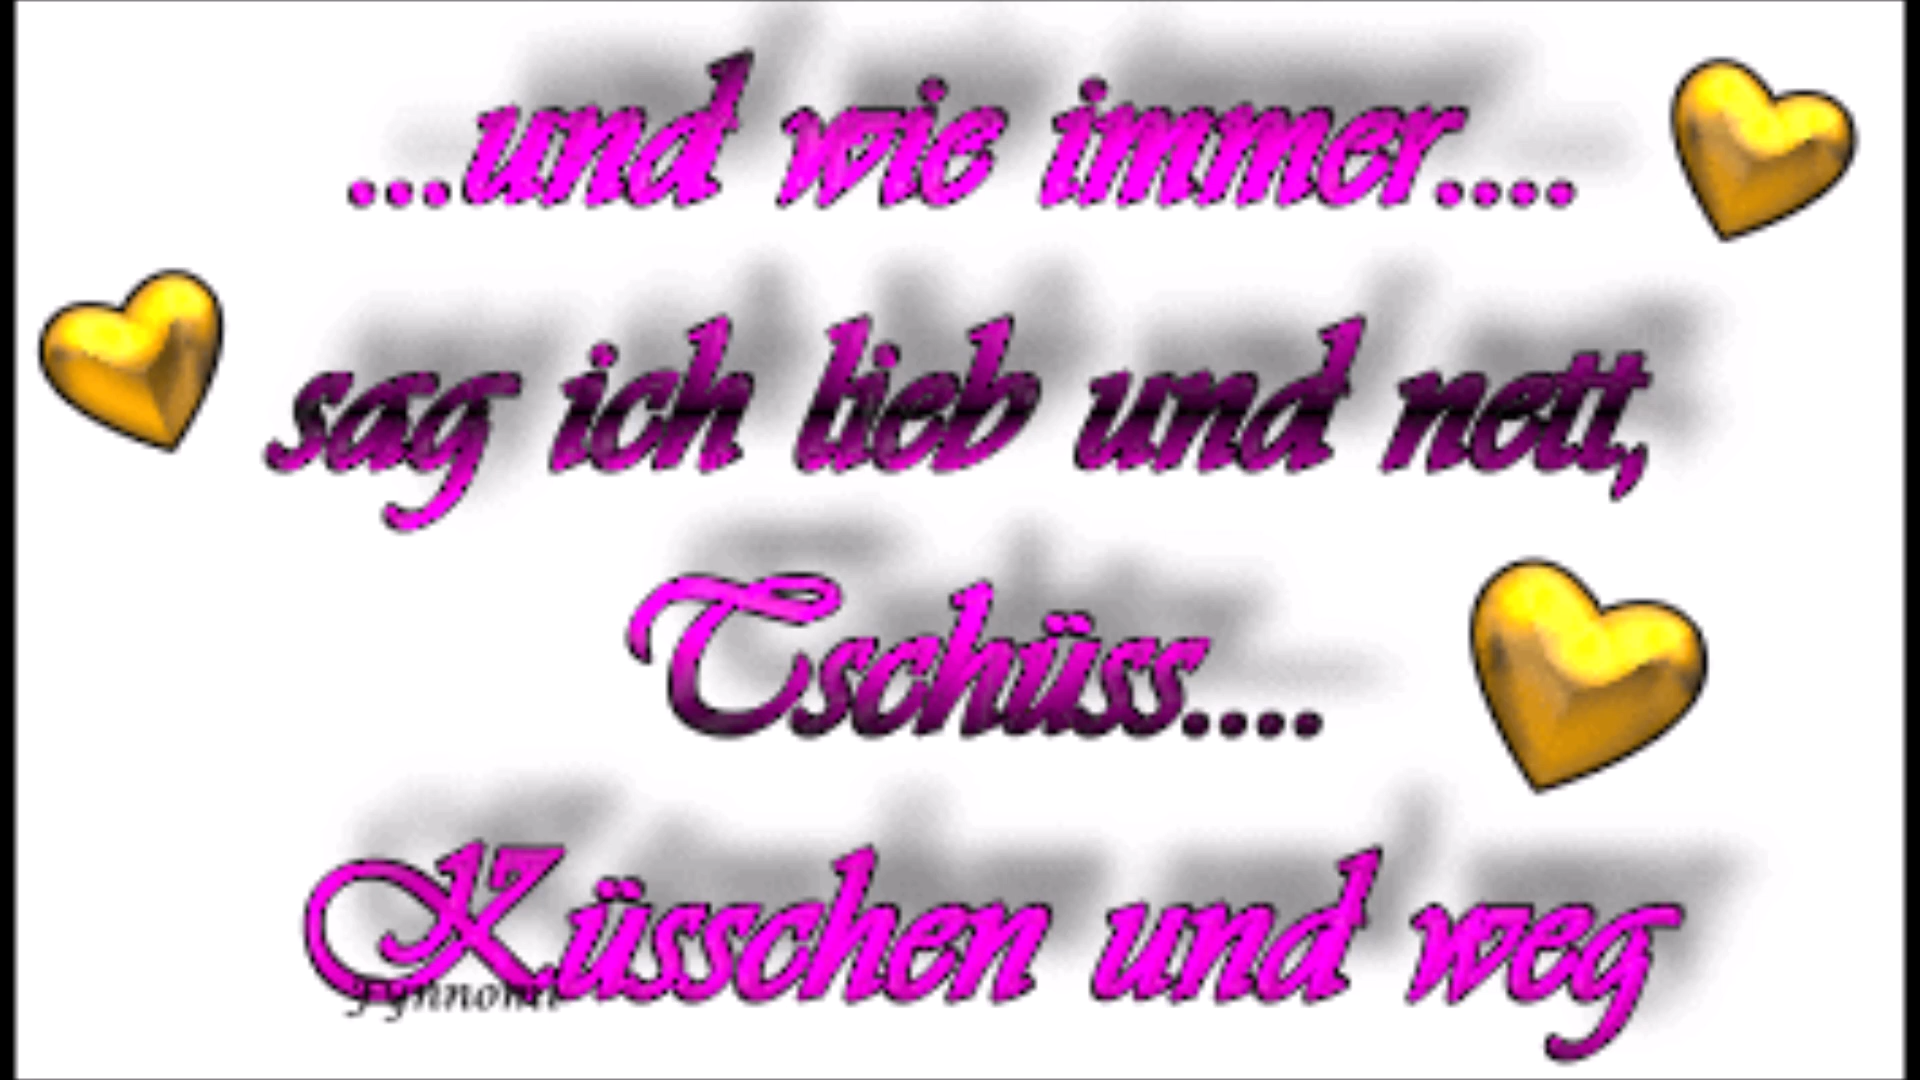 ...und wie immer....
sag ich lieb und nett,
Tschüss....
Küsschen und weg